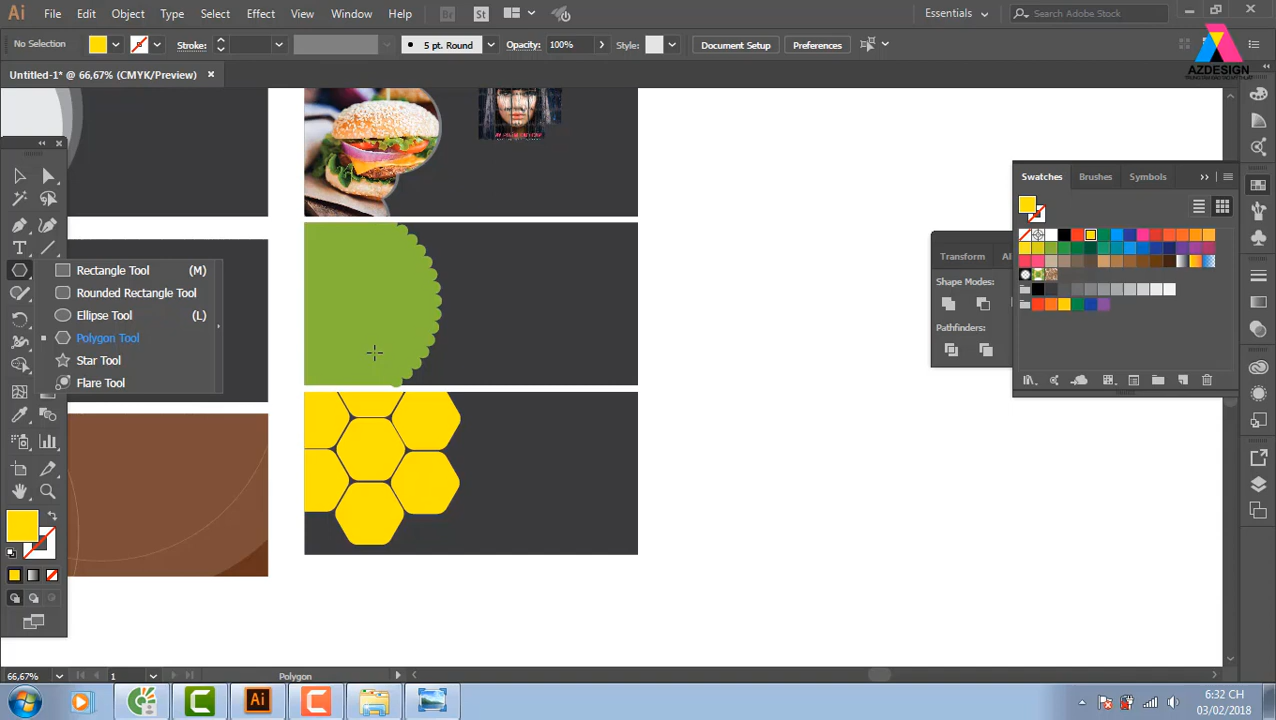 Ai File Edit Object Type Select Effect View Window Help Br St Essentials Search Adobe Stock
No Selection Stroke: 5 pt. Round Opacity: 100% Style: Document Setup Preferences
AZDESIGN
Untitled-1* @ 66,67% (CMYK/Preview)
Swatches Brushes Symbols
Transform
Shape Modes:
Pathfinders:
Rectangle Tool (M)
Rounded Rectangle Tool
Ellipse Tool (L)
Polygon Tool
Star Tool
Flare Tool
66,67% 1 Polygon
Ai
6:32 CH
03/02/2018